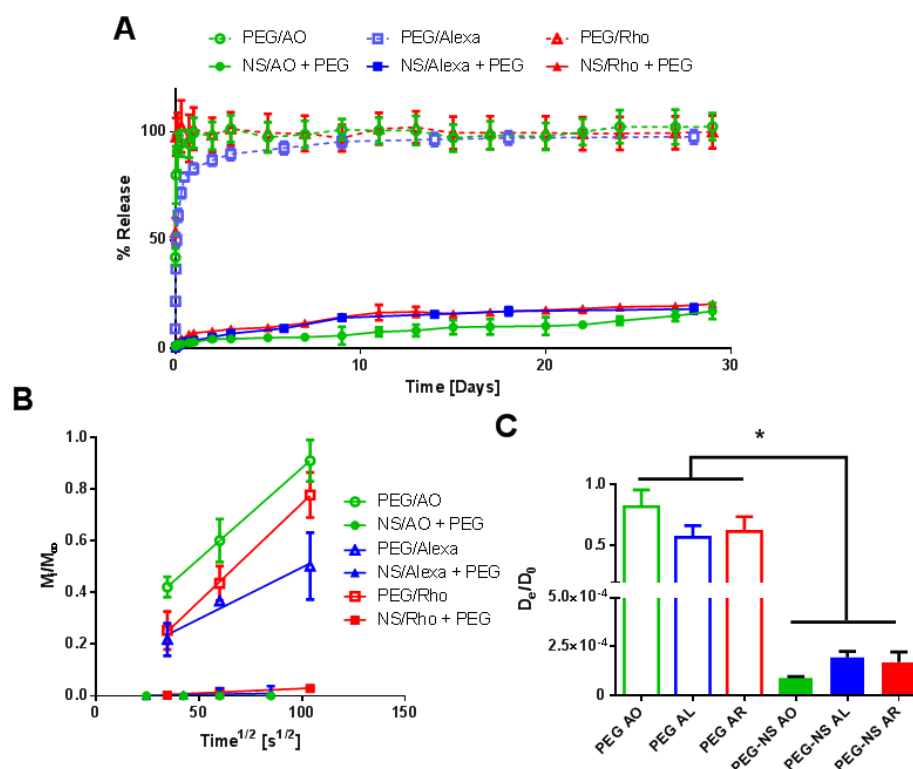 A
PEG/AO PEG/Alexa PEG/Rho
NS/AO + PEG NS/Alexa + PEG NS/Rho + PEG
100
50
0
% Release
0 10 20 30
Time [Days]
B
1.0
0.8
0.6
0.4
0.2
0.0
Mt/M∞
0 50 100 150
Time1/2 [s1/2]
PEG/AO
NS/AO + PEG
PEG/Alexa
NS/Alexa + PEG
PEG/Rho
NS/Rho + PEG
C
*
1.0
0.5
5.0×10-4
2.5×10-4
0
De/D0
PEG AO
PEG AL
PEG AR
PEG-NS AO
PEG-NS AL
PEG-NS AR